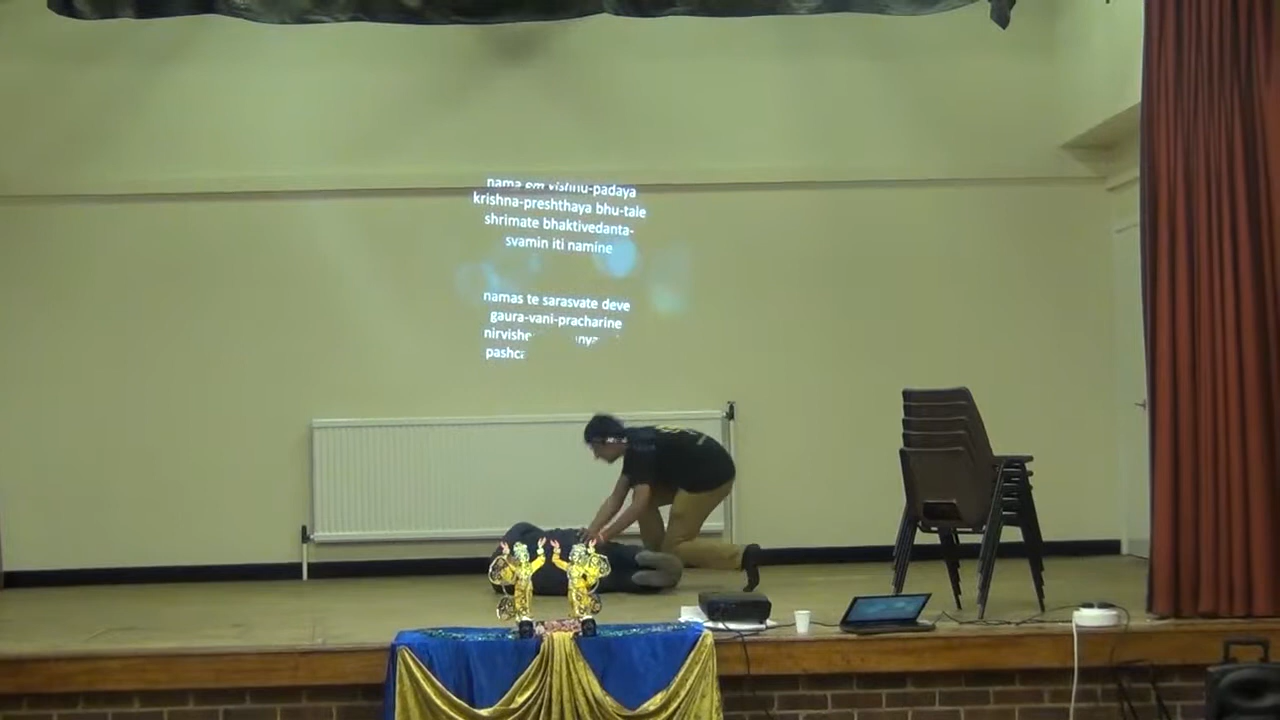 nama om vishnu-padaya
krishna-preshthaya bhu-tale
shrimate bhaktivedanta-
svamin iti namine
namas te sarasvate deve
gaura-vani-pracharine